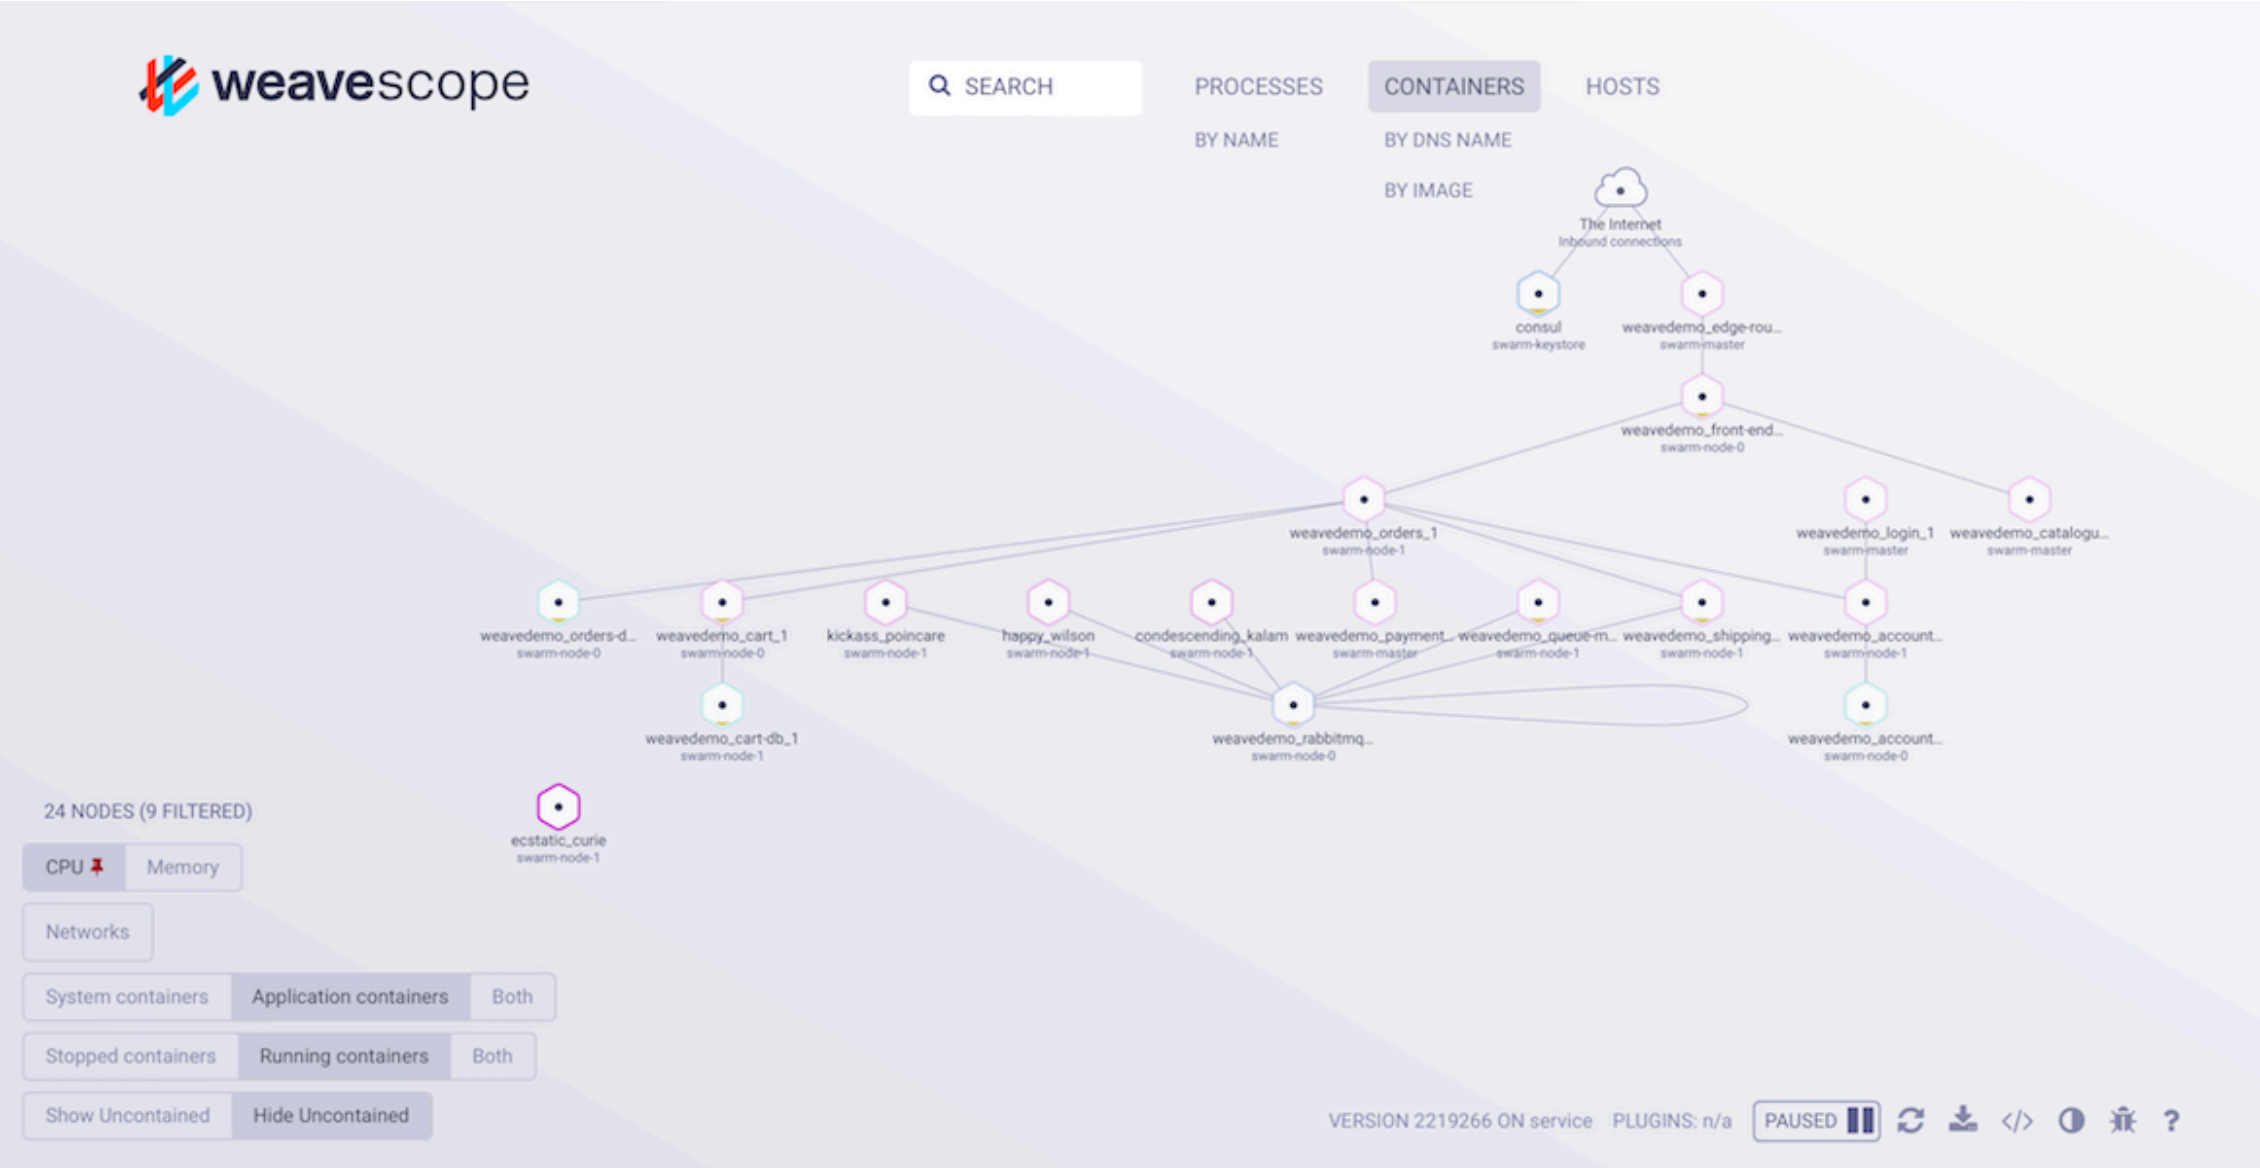 weavescope
SEARCH
PROCESSES
CONTAINERS
HOSTS
BY NAME
BY DNS NAME
BY IMAGE
The Internet
Inbound connections
consul
swarm-keystore
weavedemo_edge-rou...
swarm-master
weavedemo_front-end...
swarm-node-0
weavedemo_orders_1
swarm-node-1
weavedemo_login_1
swarm-master
weavedemo_catalogu...
swarm-master
weavedemo_orders-d...
swarm-node-0
weavedemo_cart_1
swarm-node-0
kickass_poincare
swarm-node-1
happy_wilson
swarm-node-1
condescending_kalam
swarm-node-1
weavedemo_payment...
swarm-master
weavedemo_queue-m...
swarm-node-1
weavedemo_shipping...
swarm-node-1
weavedemo_account...
swarm-node-1
weavedemo_cart-db_1
swarm-node-1
weavedemo_rabbitmq...
swarm-node-0
weavedemo_account...
swarm-node-0
ecstatic_curie
swarm-node-1
24 NODES (9 FILTERED)
CPU Memory
Networks
System containers Application containers Both
Stopped containers Running containers Both
Show Uncontained Hide Uncontained
VERSION 2219266 ON service PLUGINS: n/a PAUSED </> ?